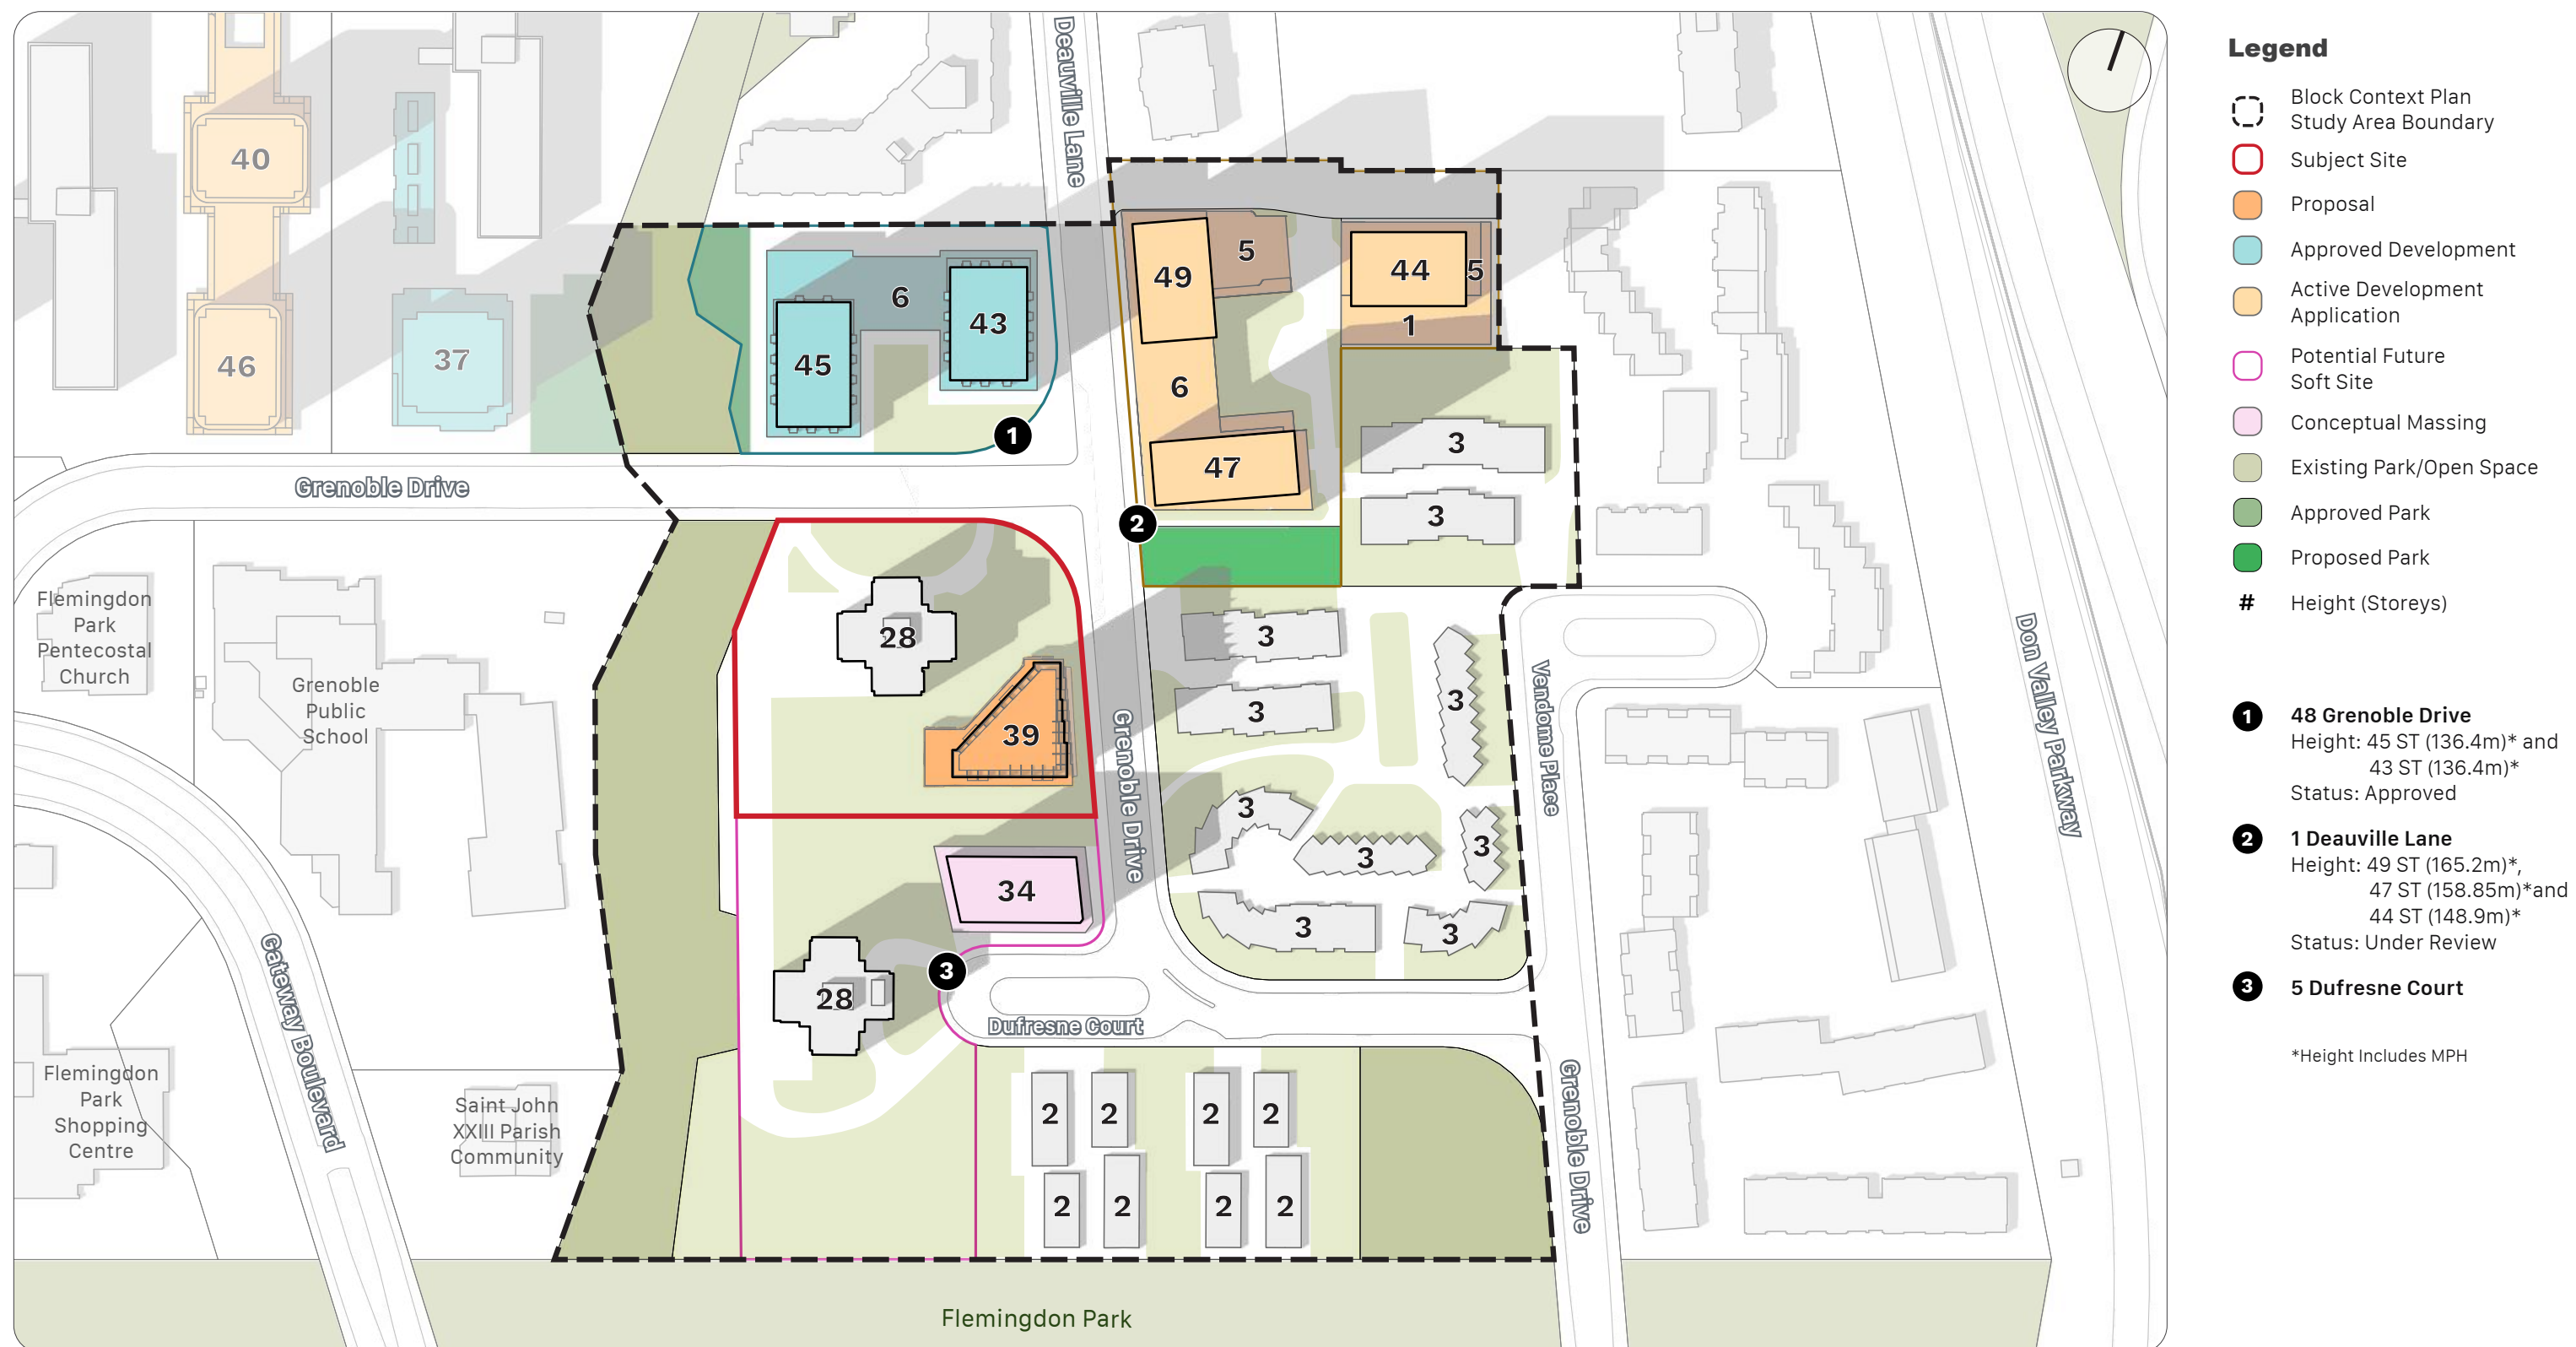 Deauville Lane
40
5
49
44
5
6
43
1
45
46
37
6
1
3
47
Grenoble Drive
3
2
Flemingdon
Park
Pentecostal
Church
Grenoble
Public
School
28
3
39
3
3
Grenoble Drive
Vendome Place
Don Valley Parkway
3
3
3
34
3
3
3
28
Dufresne Court
Gateway Boulevard
Flemingdon
Park
Shopping
Centre
Saint John
XXIII Parish
Community
2
2
2
2
2
2
2
2
Grenoble Drive
Flemingdon Park
Legend
Block Context Plan
Study Area Boundary
Subject Site
Proposal
Approved Development
Active Development
Application
Potential Future
Soft Site
Conceptual Massing
Existing Park/Open Space
Approved Park
Proposed Park
# Height (Storeys)
1 48 Grenoble Drive
Height: 45 ST (136.4m)* and
43 ST (136.4m)*
Status: Approved
2 1 Deauville Lane
Height: 49 ST (165.2m)*,
47 ST (158.85m)*and
44 ST (148.9m)*
Status: Under Review
3 5 Dufresne Court
*Height Includes MPH